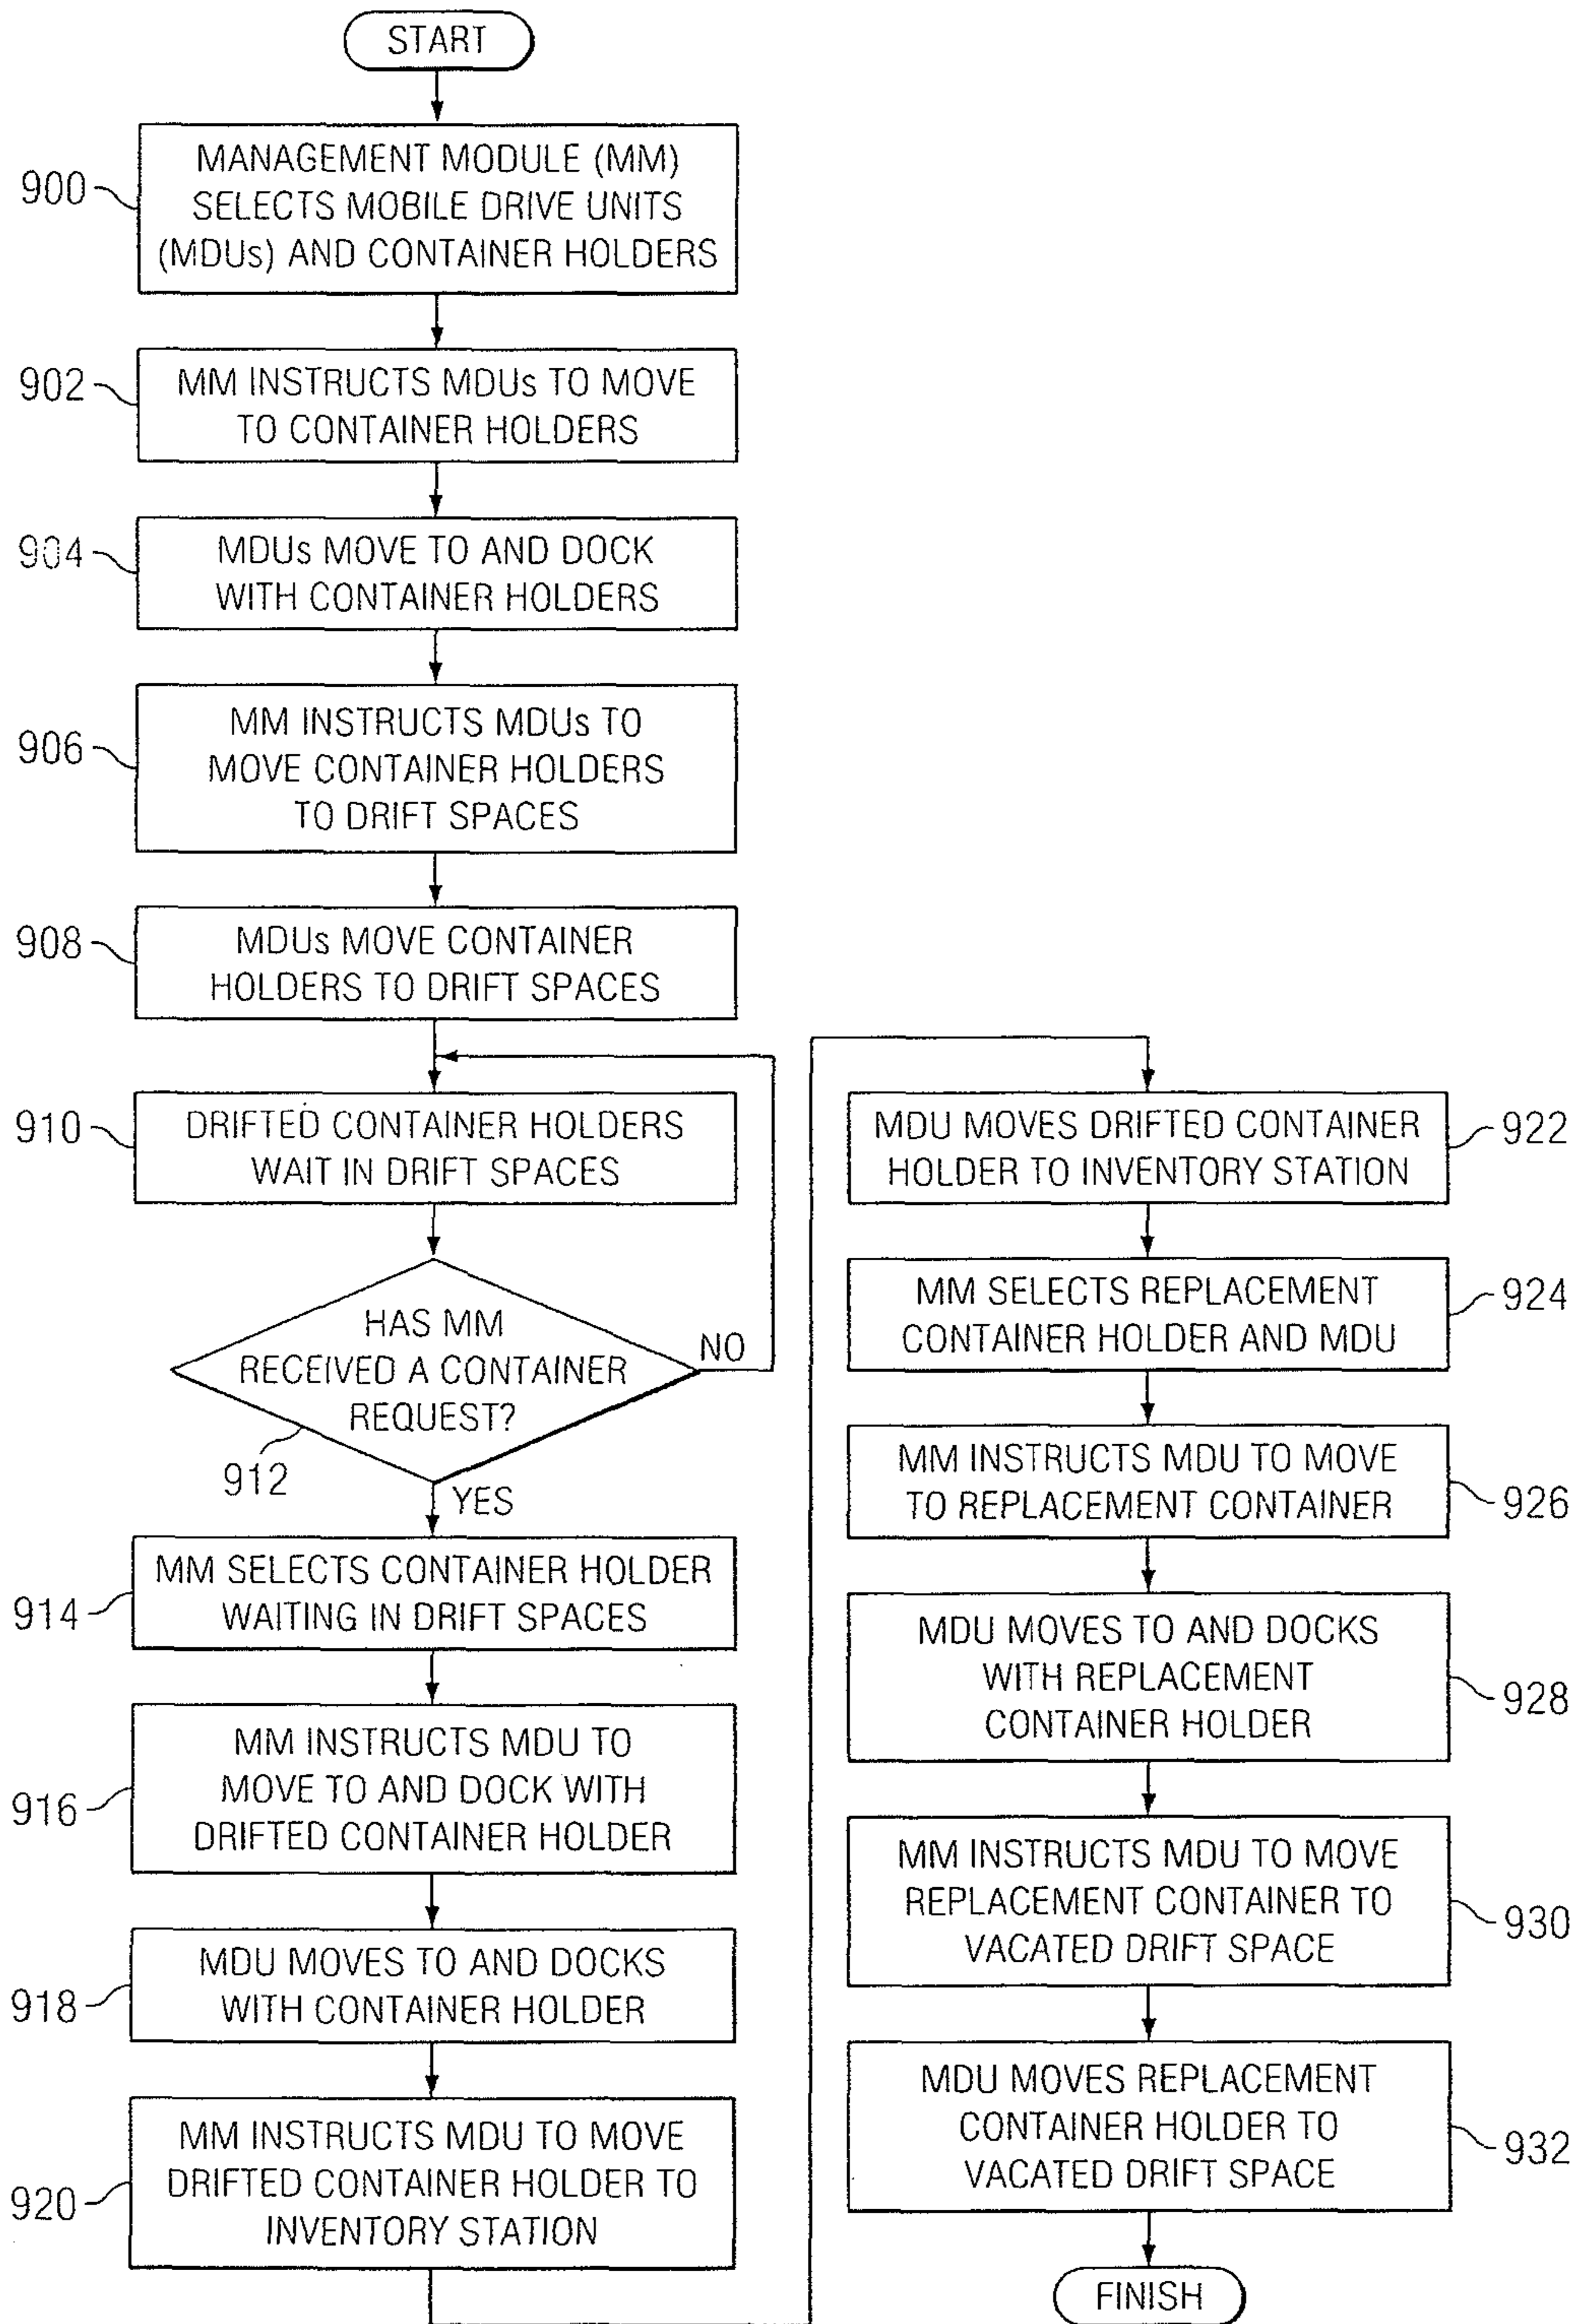 START
900
MANAGEMENT MODULE (MM)
SELECTS MOBILE DRIVE UNITS
(MDUs) AND CONTAINER HOLDERS
902
MM INSTRUCTS MDUs TO MOVE
TO CONTAINER HOLDERS
904
MDUs MOVE TO AND DOCK
WITH CONTAINER HOLDERS
906
MM INSTRUCTS MDUs TO
MOVE CONTAINER HOLDERS
TO DRIFT SPACES
908
MDUs MOVE CONTAINER
HOLDERS TO DRIFT SPACES
910
DRIFTED CONTAINER HOLDERS
WAIT IN DRIFT SPACES
HAS MM
RECEIVED A CONTAINER
REQUEST?
NO
912
YES
914
MM SELECTS CONTAINER HOLDER
WAITING IN DRIFT SPACES
916
MM INSTRUCTS MDU TO
MOVE TO AND DOCK WITH
DRIFTED CONTAINER HOLDER
918
MDU MOVES TO AND DOCKS
WITH CONTAINER HOLDER
920
MM INSTRUCTS MDU TO MOVE
DRIFTED CONTAINER HOLDER TO
INVENTORY STATION
MDU MOVES DRIFTED CONTAINER
HOLDER TO INVENTORY STATION
922
MM SELECTS REPLACEMENT
CONTAINER HOLDER AND MDU
924
MM INSTRUCTS MDU TO MOVE
TO REPLACEMENT CONTAINER
926
MDU MOVES TO AND DOCKS
WITH REPLACEMENT
CONTAINER HOLDER
928
MM INSTRUCTS MDU TO MOVE
REPLACEMENT CONTAINER TO
VACATED DRIFT SPACE
930
MDU MOVES REPLACEMENT
CONTAINER HOLDER TO
VACATED DRIFT SPACE
932
FINISH